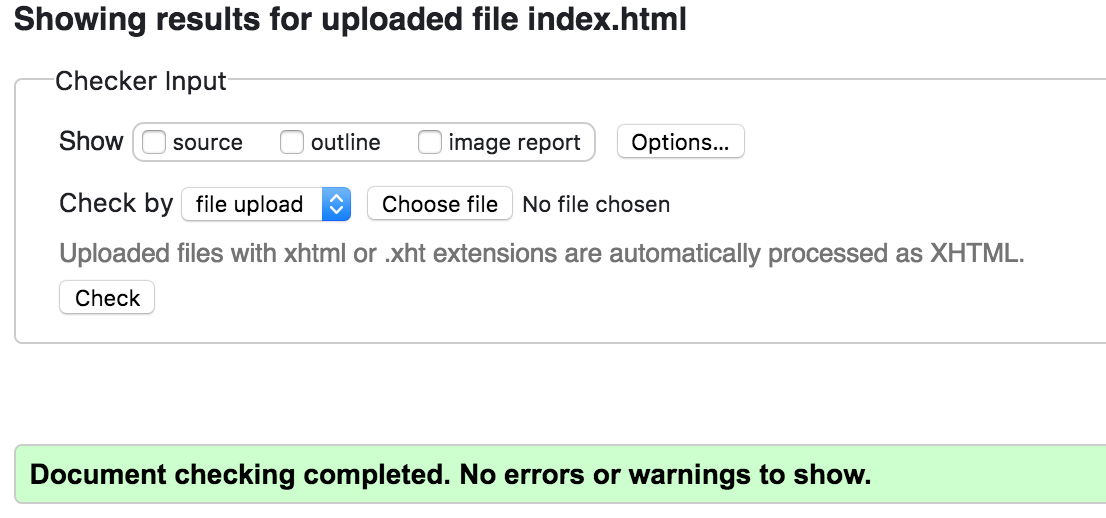 Showing results for uploaded file index.html
Checker Input
Show source outline image report Options...
Check by file upload Choose file No file chosen
Uploaded files with xhtml or .xht extensions are automatically processed as XHTML.
Check
Document checking completed. No errors or warnings to show.